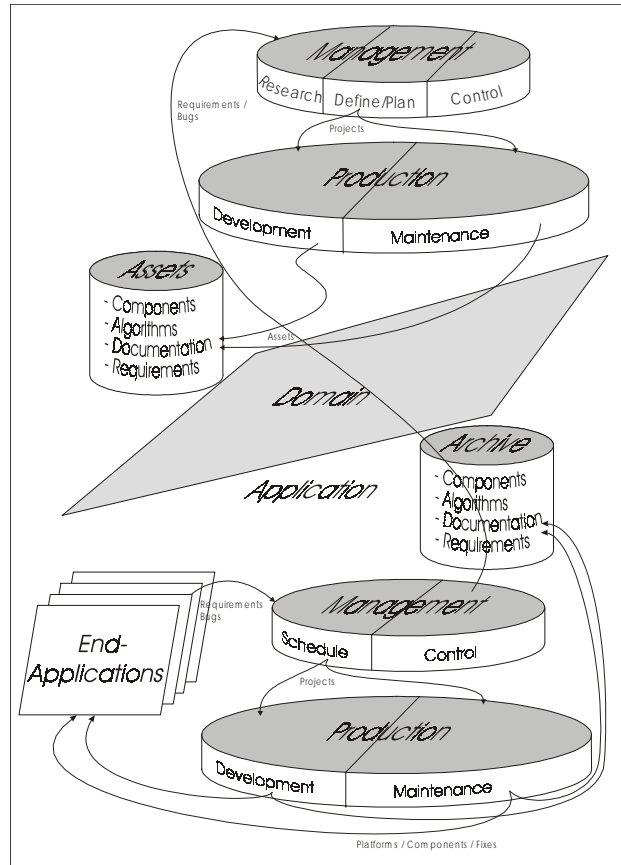 Management
Research
Define/Plan
Control
Requirements /
Bugs
Projects
Production
Development
Maintenance
Assets
- Components
- Algorithms
- Documentation
- Requirements
Assets
Domain
Application
Archive
- Components
- Algorithms
- Documentation
- Requirements
Requirements
Bugs
Management
Schedule
Control
End-
Applications
Projects
Production
Development
Maintenance
Platforms / Components / Fixes